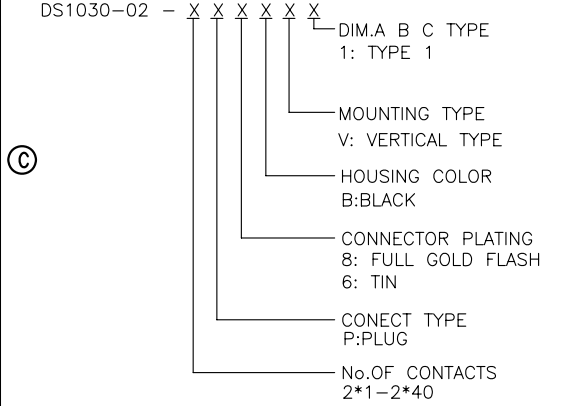 DS1030-02 - X X X X X X
DIM.A B C TYPE
1: TYPE 1
MOUNTING TYPE
V: VERTICAL TYPE
C
HOUSING COLOR
B:BLACK
CONNECTOR PLATING
8: FULL GOLD FLASH
6: TIN
CONECT TYPE
P:PLUG
No.OF CONTACTS
2*1-2*40